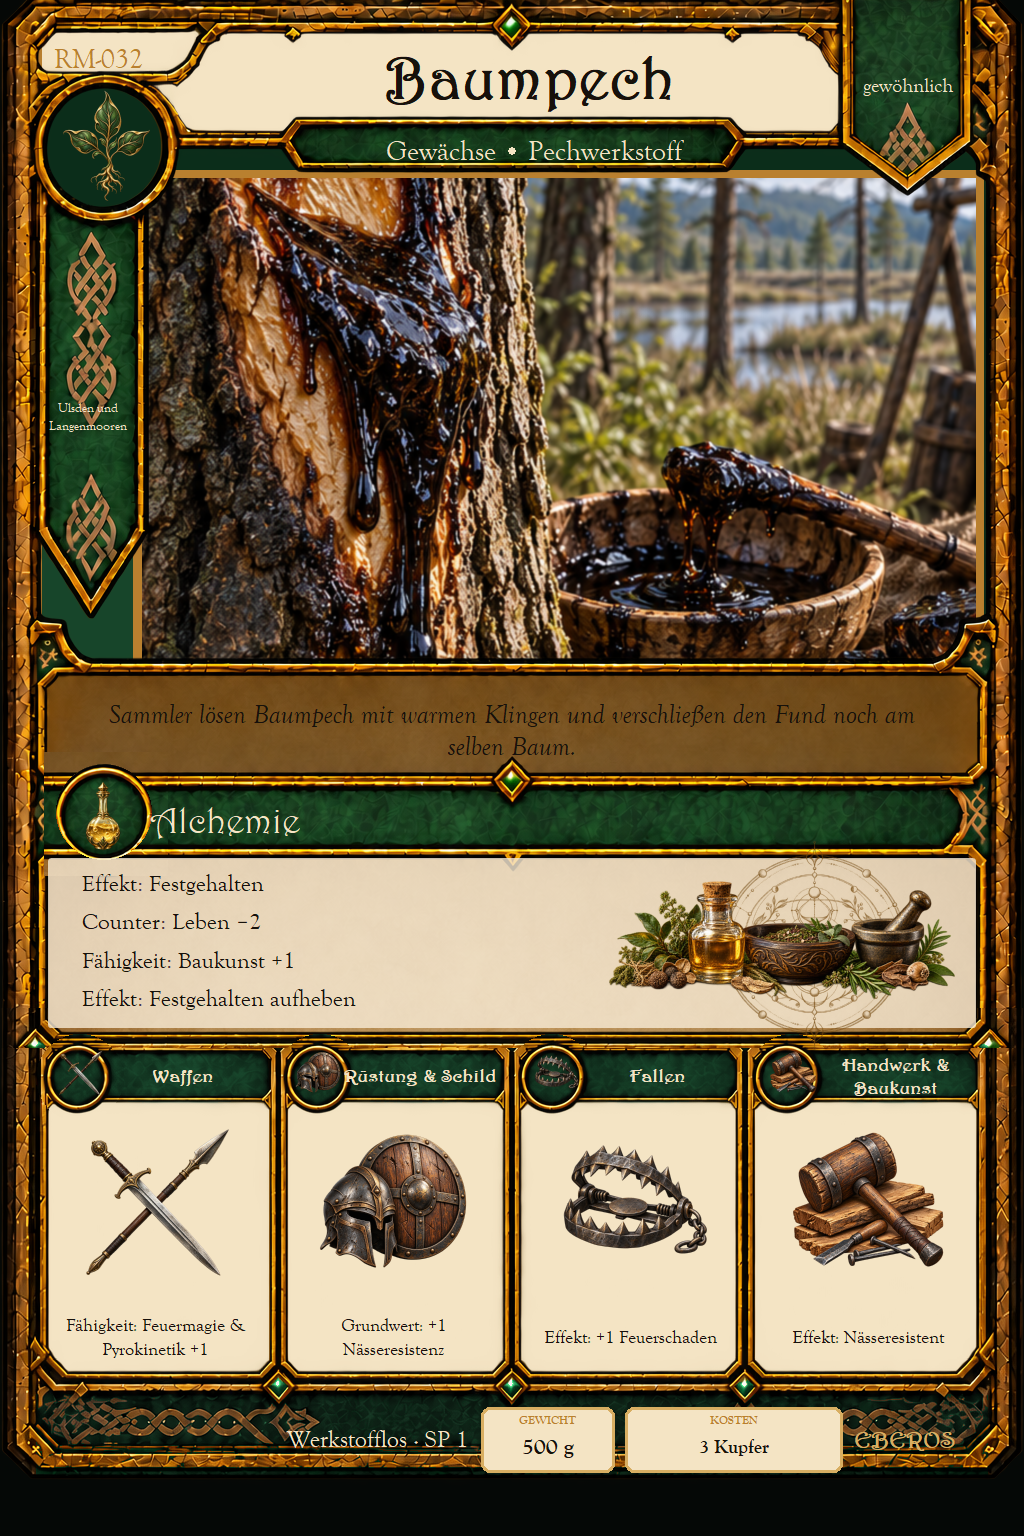 RM-032
Baumpech
gewöhnlich
Gewächse • Pechwerkstoff
Ulsden und
Langenmooren
Sammler lösen Baumpech mit warmen Klingen und verschließen den Fund noch am
selben Baum.
Alchemie
Effekt: Festgehalten
Counter: Leben −2
Fähigkeit: Baukunst +1
Effekt: Festgehalten aufheben
Waffen
Rüstung & Schild
Fallen
Handwerk &
Baukunst
Fähigkeit: Feuermagie &
Pyrokinetik +1
Grundwert: +1
Nässeresistenz
Effekt: +1 Feuerschaden
Effekt: Nässeresistent
Werkstofflos · SP 1
GEWICHT
500 g
KOSTEN
3 Kupfer
EBEROS